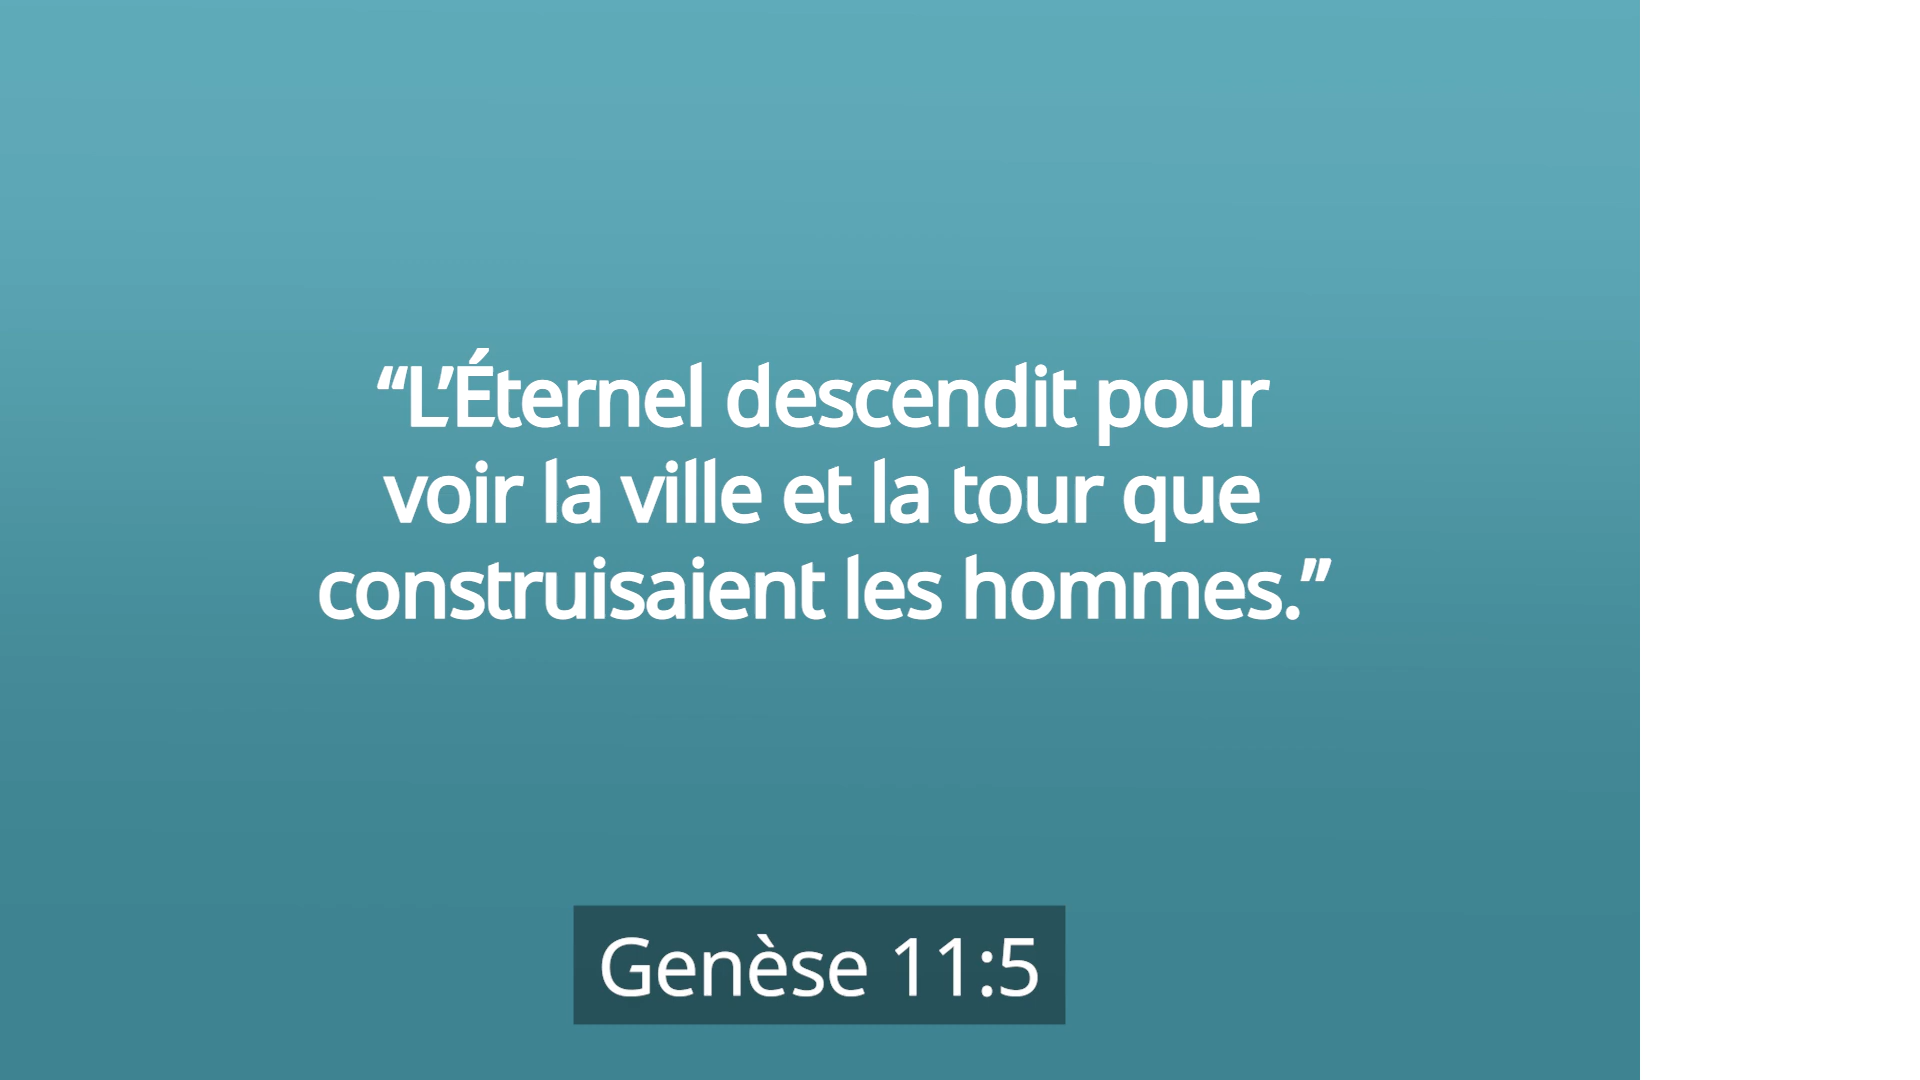 “L’Éternel descendit pour
voir la ville et la tour que
construisaient les hommes.”
Genèse 11:5